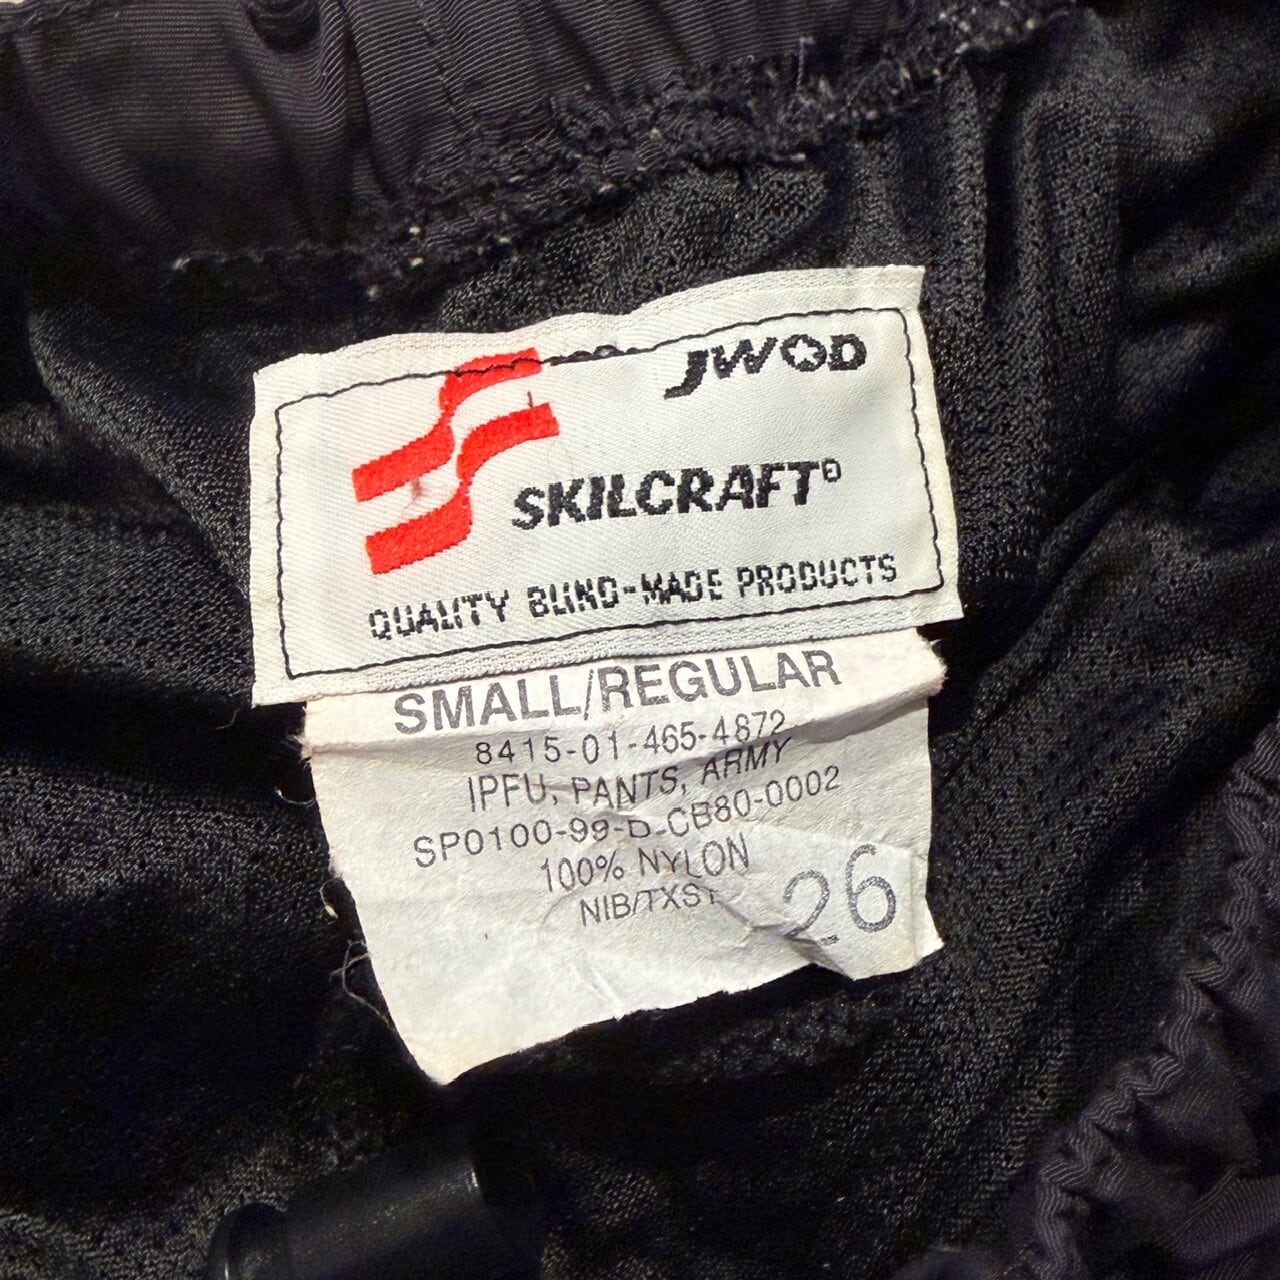 JWOD
SKILCRAFT®
QUALITY BLIND-MADE PRODUCTS
SMALL/REGULAR
8415-01-465-4872
IPFU, PANTS, ARMY
SP0100-99-D-CB80-0002
100% NYLON
NIB/TXST
26